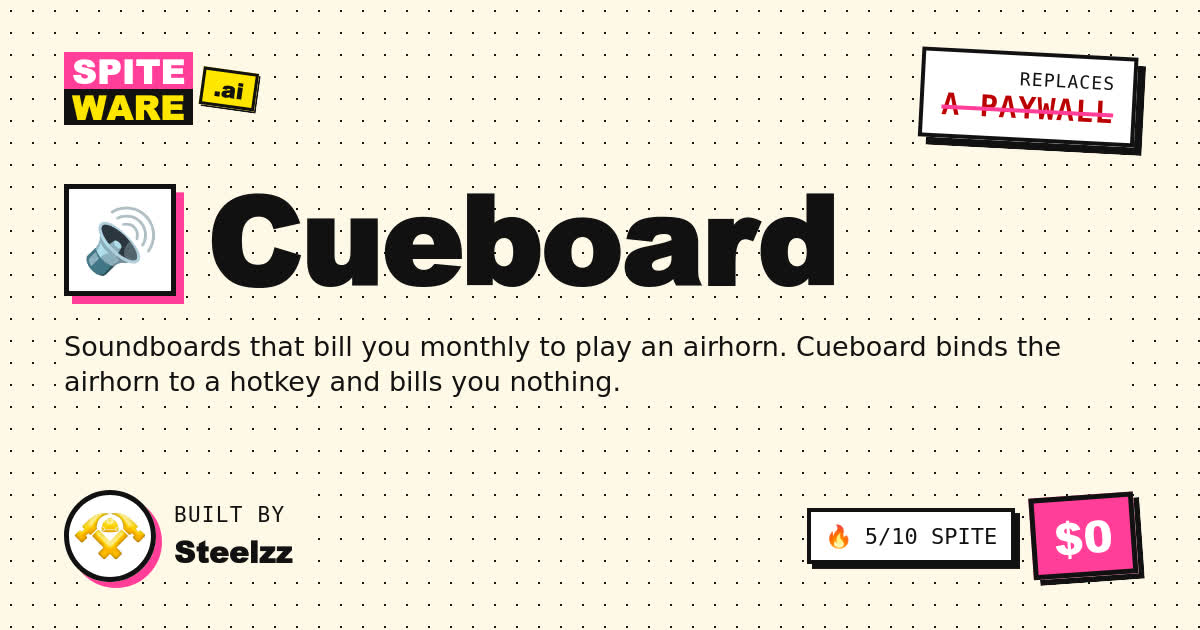 SPITE
WARE
.ai
REPLACES
A PAYWALL
Cueboard
Soundboards that bill you monthly to play an airhorn. Cueboard binds the
airhorn to a hotkey and bills you nothing.
BUILT BY
Steelzz
🔥 5/10 SPITE
$0